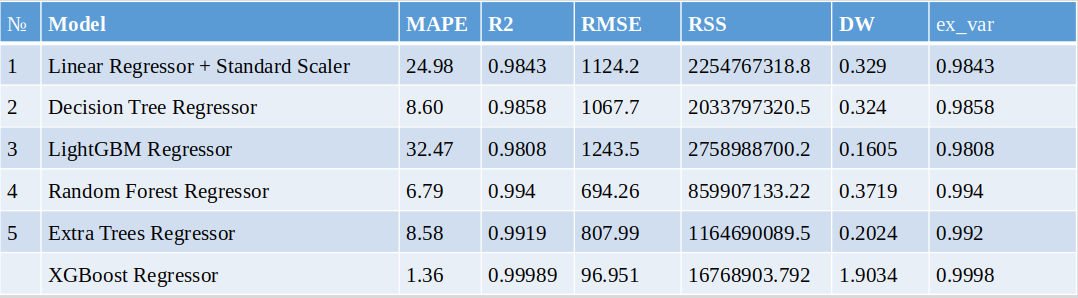 № Model MAPE R2 RMSE RSS DW ex_var
1 Linear Regressor + Standard Scaler 24.98 0.9843 1124.2 2254767318.8 0.329 0.9843
2 Decision Tree Regressor 8.60 0.9858 1067.7 2033797320.5 0.324 0.9858
3 LightGBM Regressor 32.47 0.9808 1243.5 2758988700.2 0.1605 0.9808
4 Random Forest Regressor 6.79 0.994 694.26 859907133.22 0.3719 0.994
5 Extra Trees Regressor 8.58 0.9919 807.99 1164690089.5 0.2024 0.992
XGBoost Regressor 1.36 0.99989 96.951 16768903.792 1.9034 0.9998